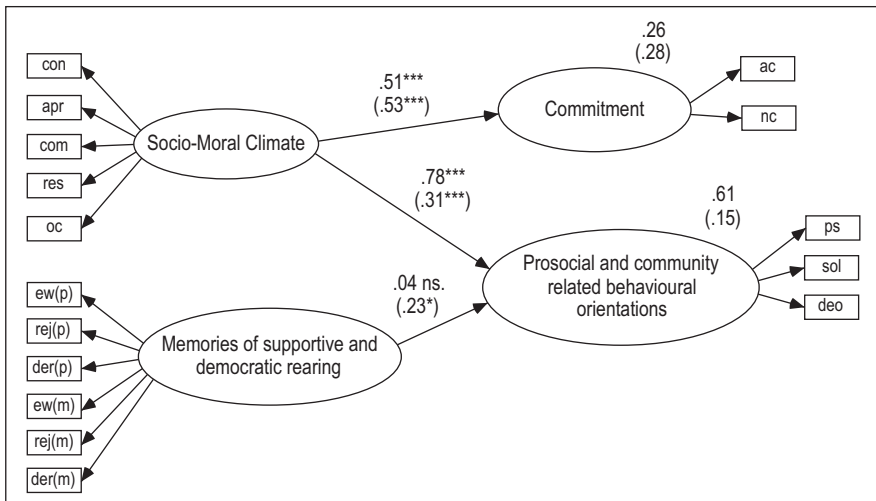 .26
(.28)
con
ac
.51***
(.53***)
apr
Commitment
nc
com
Socio-Moral Climate
res
.78***
(.31***)
.61
(.15)
oc
ps
Prosocial and community
related behavioural
orientations
sol
deo
ew(p)
.04 ns.
(.23*)
rej(p)
Memories of supportive and
democratic rearing
der(p)
ew(m)
rej(m)
der(m)